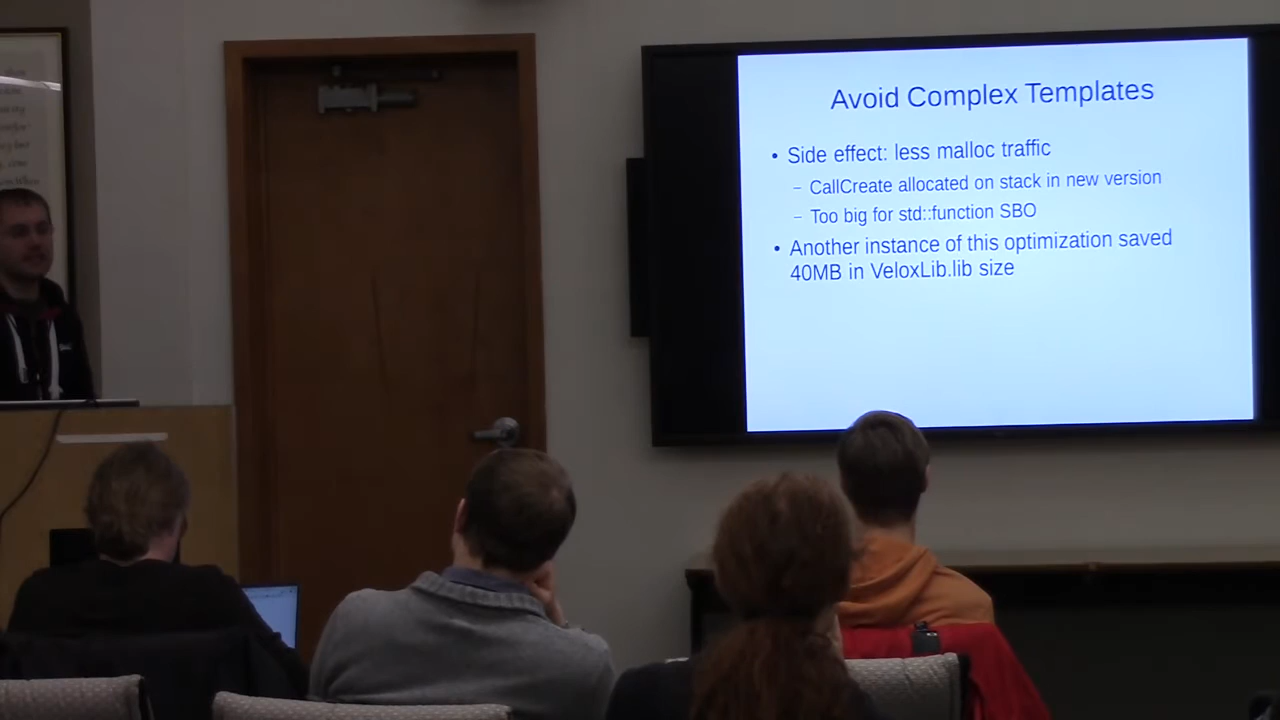 Avoid Complex Templates
• Side effect: less malloc traffic
– CallCreate allocated on stack in new version
– Too big for std::function SBO
• Another instance of this optimization saved
40MB in VeloxLib.lib size